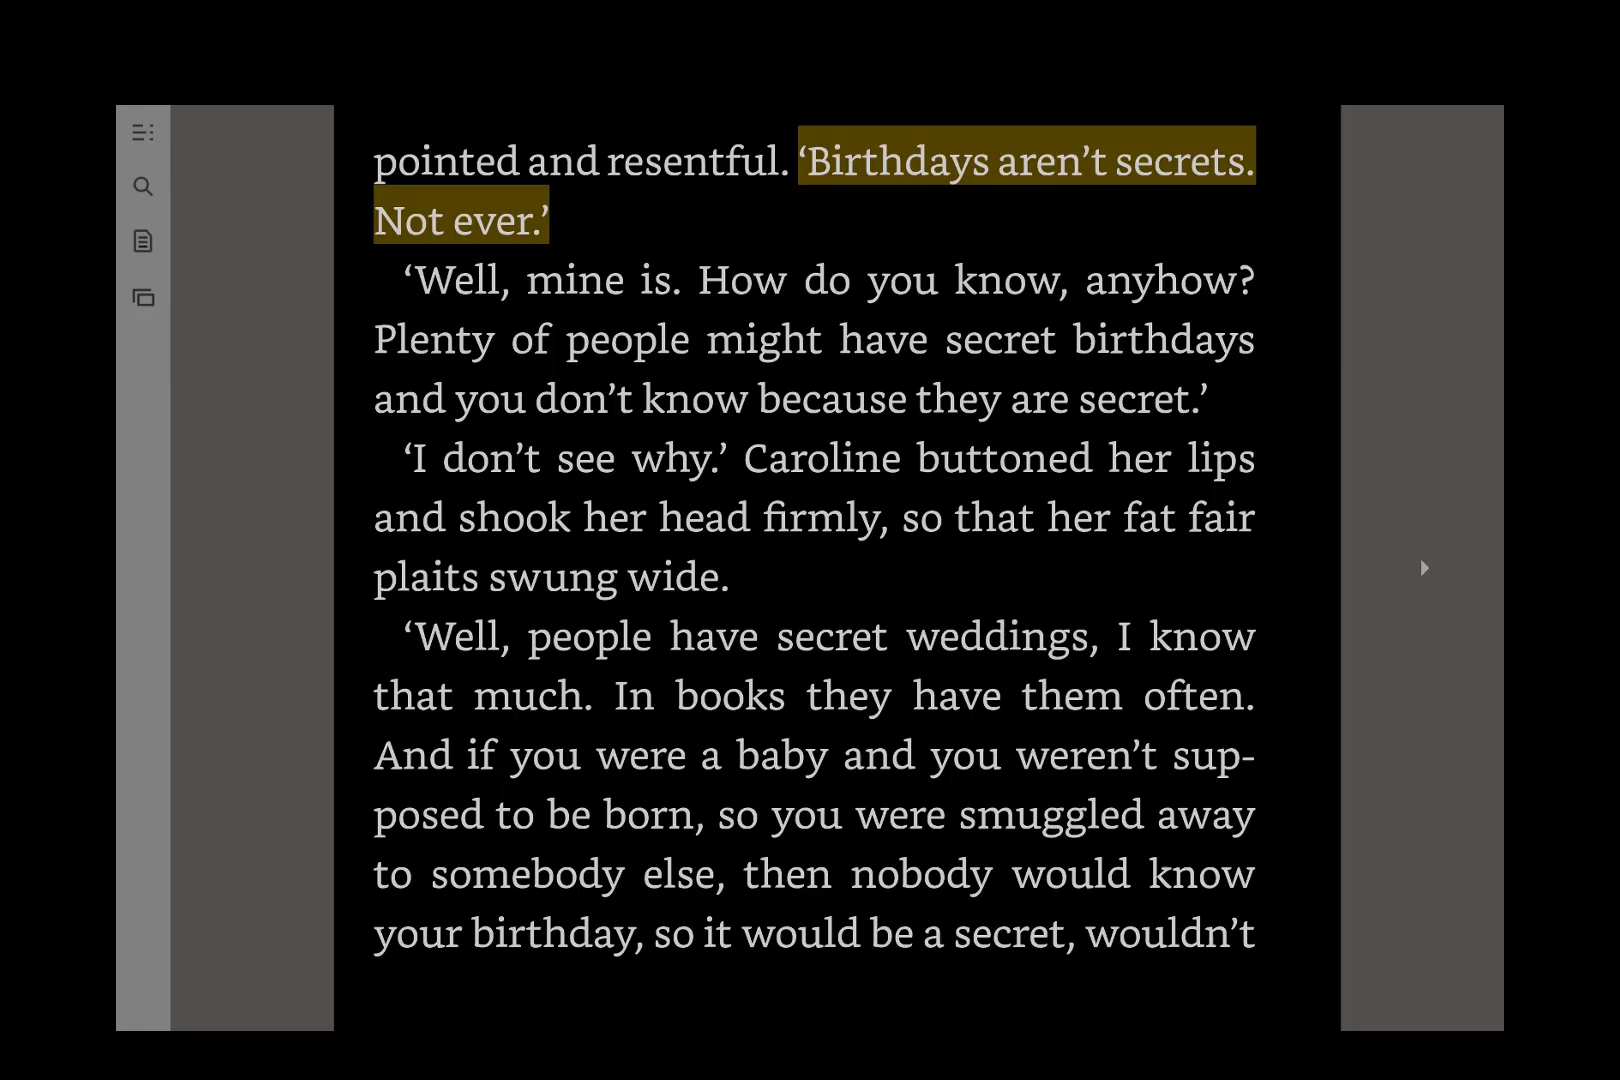 pointed and resentful. ‘Birthdays aren’t secrets.
Not ever.’
‘Well, mine is. How do you know, anyhow?
Plenty of people might have secret birthdays
and you don’t know because they are secret.’
‘I don’t see why.’ Caroline buttoned her lips
and shook her head firmly, so that her fat fair
plaits swung wide.
‘Well, people have secret weddings, I know
that much. In books they have them often.
And if you were a baby and you weren’t sup-
posed to be born, so you were smuggled away
to somebody else, then nobody would know
your birthday, so it would be a secret, wouldn’t